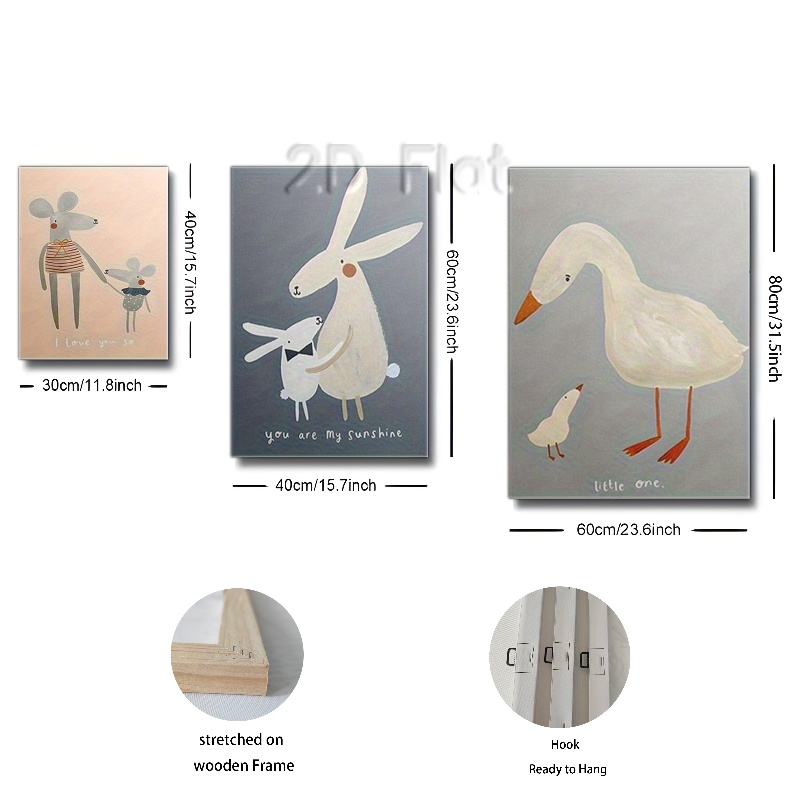 2D Flat
40cm/15.7inch
60cm/23.6inch
80cm/31.5inch
I love you so
30cm/11.8inch
you are my sunshine
40cm/15.7inch
little one.
60cm/23.6inch
stretched on
wooden Frame
Hook
Ready to Hang